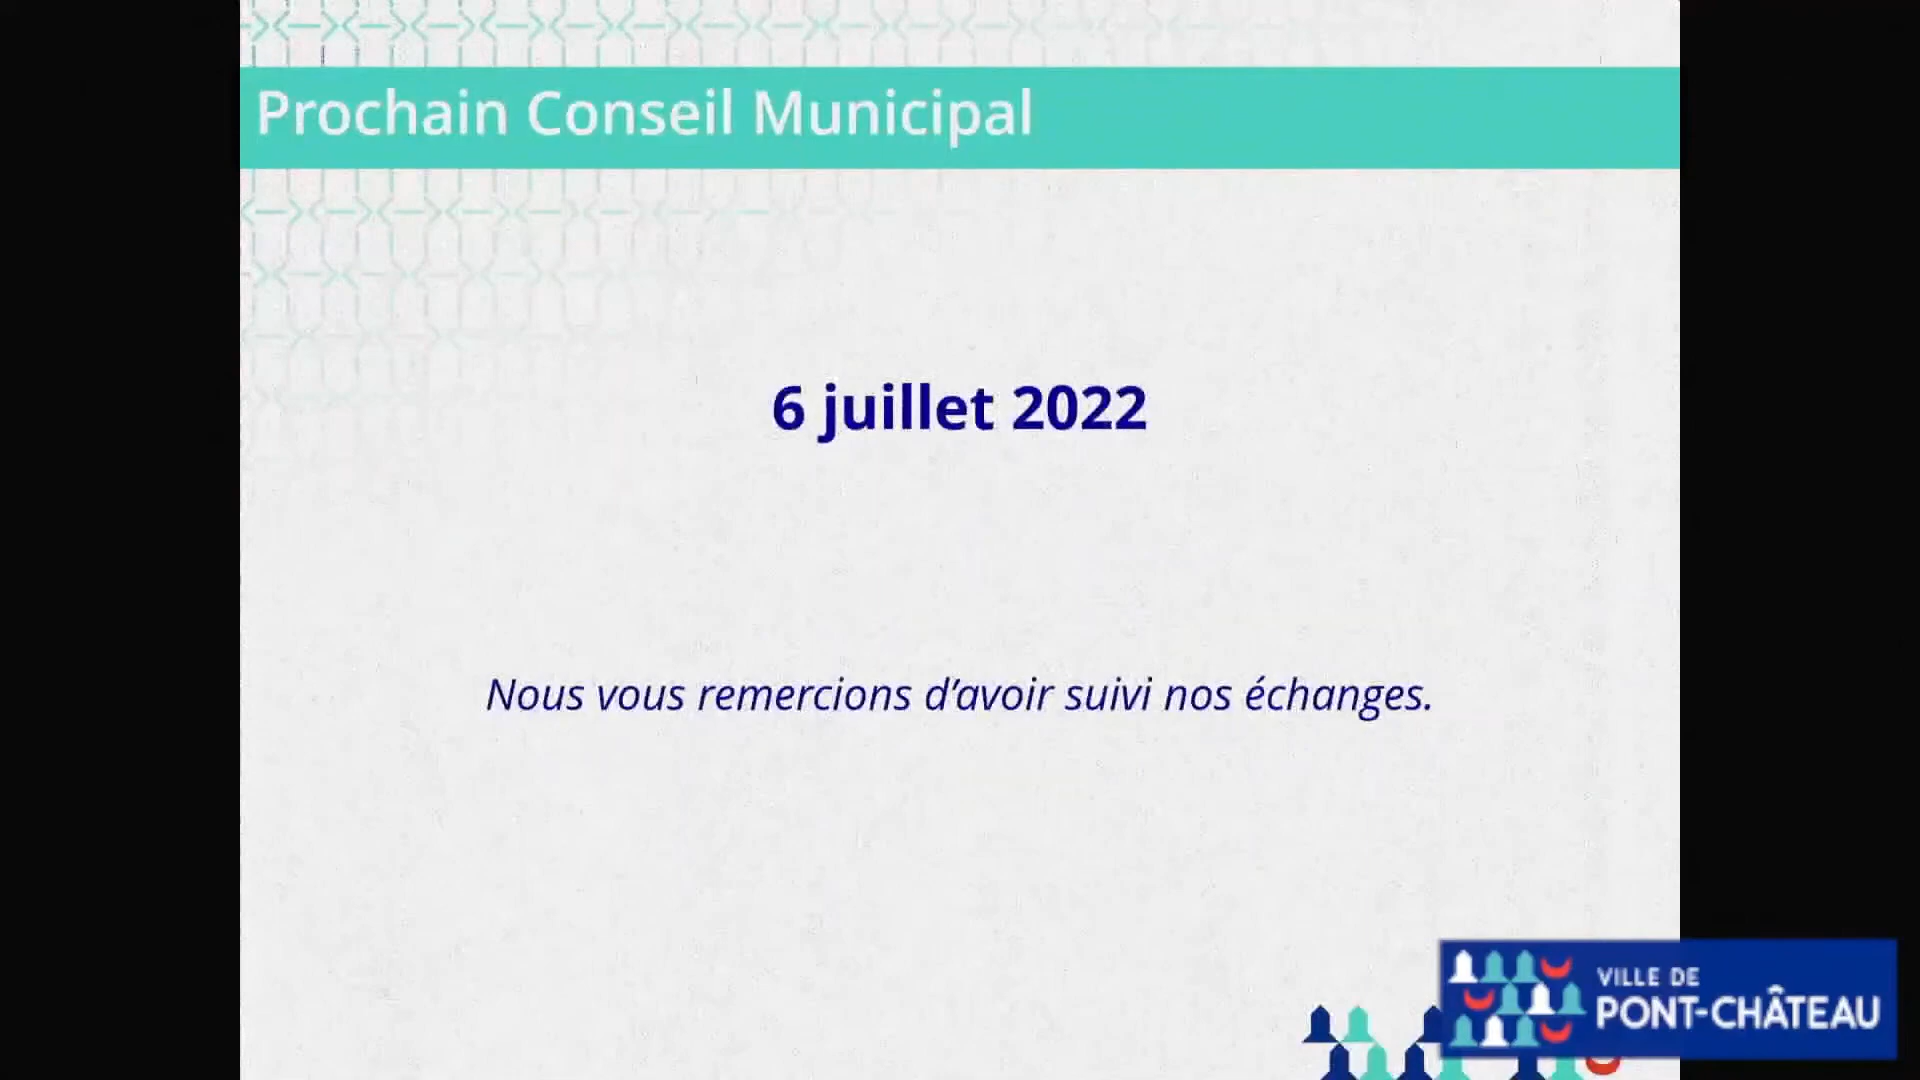 Prochain Conseil Municipal
6 juillet 2022
Nous vous remercions d’avoir suivi nos échanges.
VILLE DE
PONT-CHÂTEAU